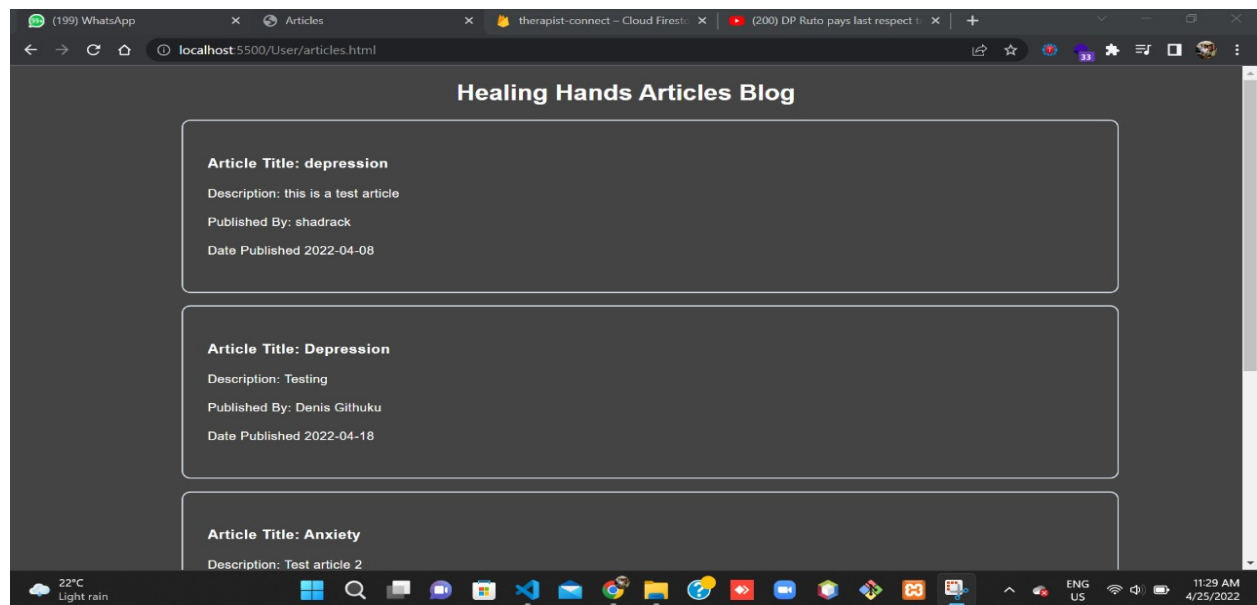 (199) WhatsApp
Articles
therapist-connect – Cloud Firesto
(200) DP Ruto pays last respect t
localhost:5500/User/articles.html
33
Healing Hands Articles Blog
Article Title: depression
Description: this is a test article
Published By: shadrack
Date Published 2022-04-08
Article Title: Depression
Description: Testing
Published By: Denis Githuku
Date Published 2022-04-18
Article Title: Anxiety
Description: Test article 2
22°C
Light rain
ENG
US
11:29 AM
4/25/2022